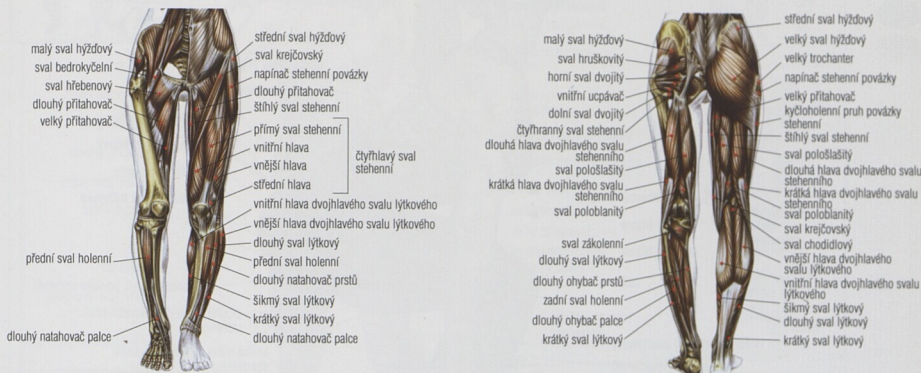 malý sval hýžďový
sval bedrokyčelní
sval hřebenový
dlouhý přitahovač
velký přitahovač
přední sval holenní
dlouhý natahovač palce
střední sval hýžďový
sval krejčovský
napínač stehenní povázky
dlouhý přitahovač
štíhlý sval stehenní
přímý sval stehenní
vnitřní hlava
vnější hlava
střední hlava
čtyřhlavý sval
stehenní
vnitřní hlava dvojhlavého svalu lýtkového
vnější hlava dvojhlavého svalu lýtkového
dlouhý sval lýtkový
přední sval holenní
dlouhý natahovač prstů
šikmý sval lýtkový
krátký sval lýtkový
dlouhý natahovač palce
malý sval hýžďový
sval hruškovitý
horní sval dvojitý
vnitřní ucpávač
dolní sval dvojitý
čtyřhranný sval stehenní
dlouhá hlava dvojhlavého svalu
stehenního
sval pološlašitý
krátká hlava dvojhlavého svalu
stehenního
sval poloblanitý
sval zákolenní
dlouhý sval lýtkový
dlouhý ohybač prstů
zadní sval holenní
dlouhý ohybač palce
krátký sval lýtkový
střední sval hýžďový
velký sval hýžďový
velký trochanter
napínač stehenní povázky
velký přitahovač
kyčloholenní pruh povázky
stehenní
štíhlý sval stehenní
sval pološlašitý
dlouhá hlava dvojhlavého svalu
stehenního
krátká hlava dvojhlavého svalu
stehenního
sval poloblanitý
sval krejčovský
sval chodidlový
vnější hlava dvojhlavého
svalu lýtkového
vnitřní hlava dvojhlavého svalu
lýtkového
šikmý sval lýtkový
dlouhý sval lýtkový
krátký sval lýtkový